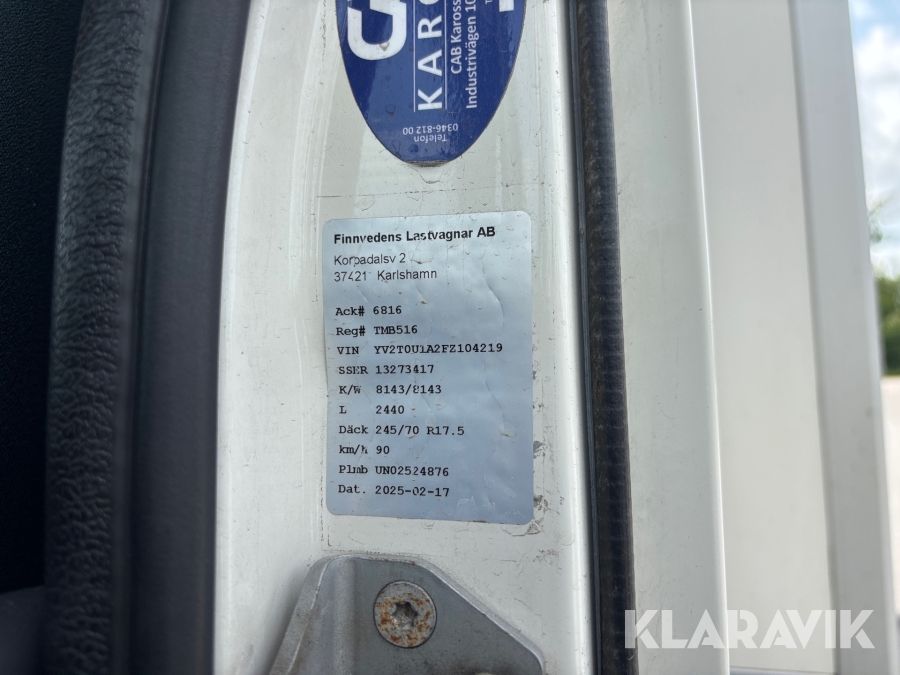 KARO
CAB Kaross
Industrivägen 10
Telefon
0346-812 00
Finnvedens Lastvagnar AB
Korpadalsv 2
37421 Karlshamn
Ack# 6816
Reg# TMB516
VIN YV2T0U1A2FZ104219
SSER 13273417
K/W 8143/8143
L 2440
Däck 245/70 R17.5
km/h 90
Plmb UN02524876
Dat. 2025-02-17
KLARAVIK